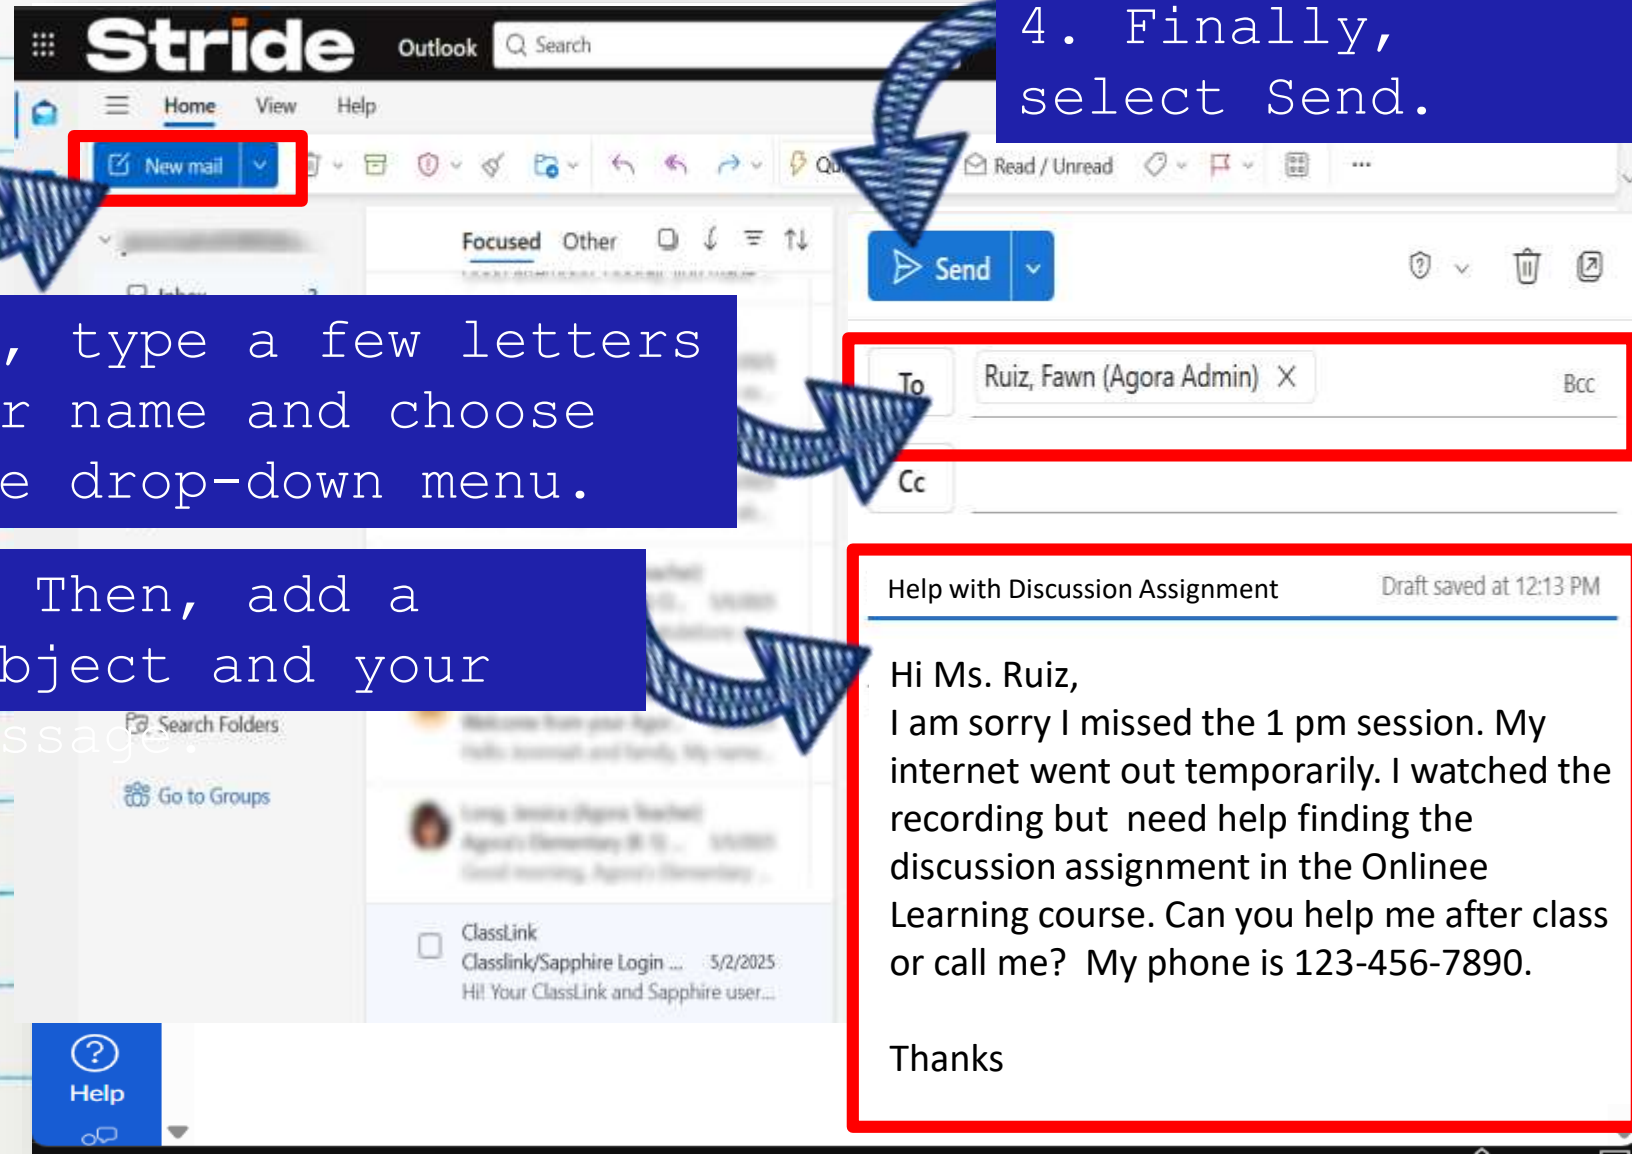 Stride Outlook Search
4. Finally,
select Send.
Home View Help
New mail
Read / Unread
Focused Other
Send
, type a few letters
r name and choose
e drop-down menu.
To Ruiz, Fawn (Agora Admin) Bcc
Cc
Then, add a
bject and your
ssage.
Search Folders
Go to Groups
Help with Discussion Assignment Draft saved at 12:13 PM
Hi Ms. Ruiz,
I am sorry I missed the 1 pm session. My
internet went out temporarily. I watched the
recording but need help finding the
discussion assignment in the Onlinee
Learning course. Can you help me after class
or call me? My phone is 123-456-7890.
Thanks
Long, Jessica (Agora Teacher)
ClassLink
Classlink/Sapphire Login ... 5/2/2025
Hi! Your ClassLink and Sapphire user...
Help